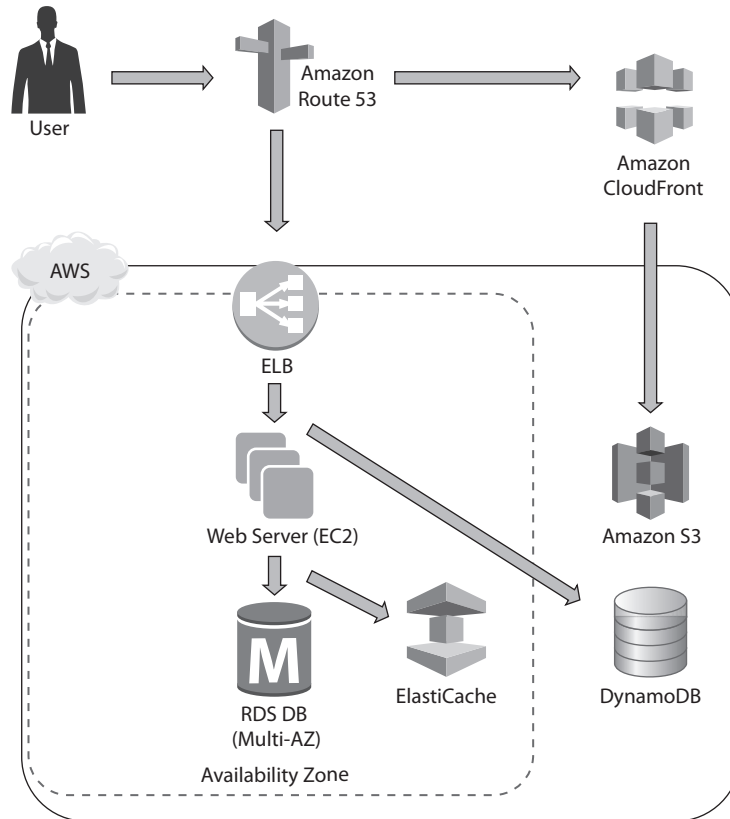 User
Amazon
Route 53
Amazon
CloudFront
AWS
ELB
Web Server (EC2)
Amazon S3
M
RDS DB
(Multi-AZ)
ElastiCache
DynamoDB
Availability Zone